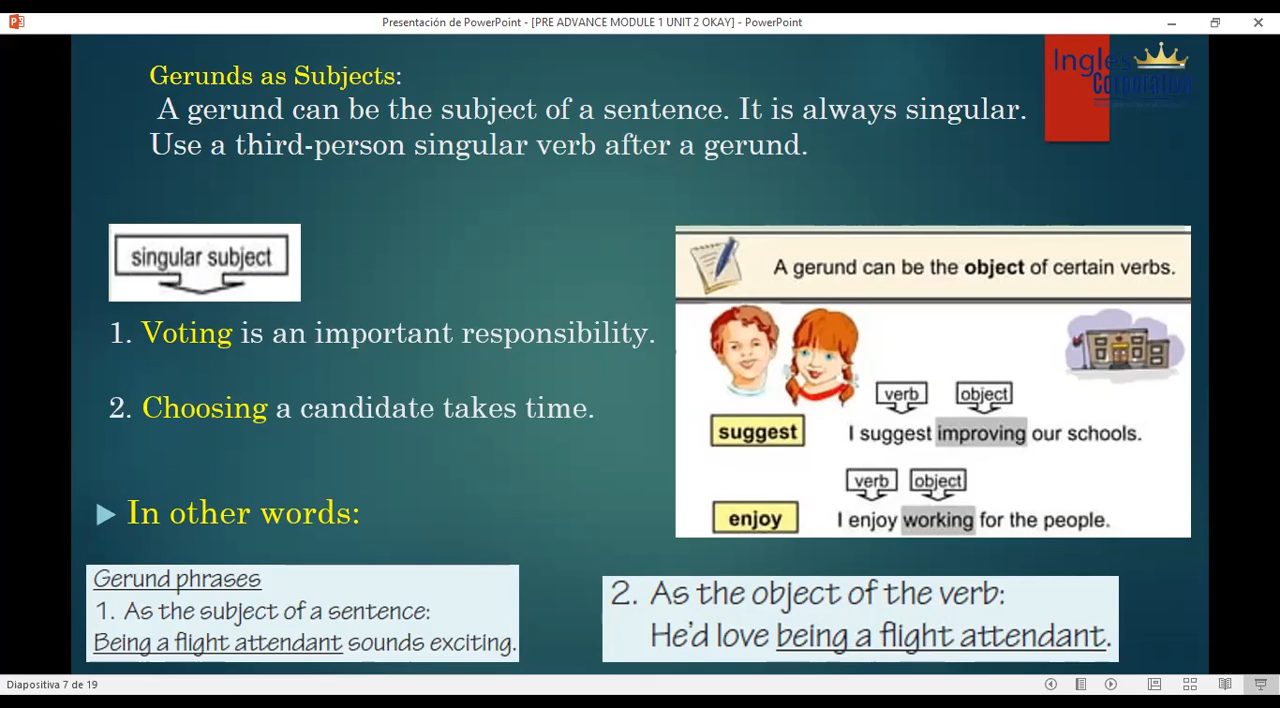 Presentación de PowerPoint - [PRE ADVANCE MODULE 1 UNIT 2 OKAY] - PowerPoint
Gerunds as Subjects:
A gerund can be the subject of a sentence. It is always singular.
Use a third-person singular verb after a gerund.
Ingles
Corporativo
singular subject
1. Voting is an important responsibility.
2. Choosing a candidate takes time.
A gerund can be the object of certain verbs.
verb object
suggest I suggest improving our schools.
verb object
enjoy I enjoy working for the people.
In other words:
Gerund phrases
1. As the subject of a sentence:
Being a flight attendant sounds exciting.
2. As the object of the verb:
He'd love being a flight attendant.
Diapositiva 7 de 19